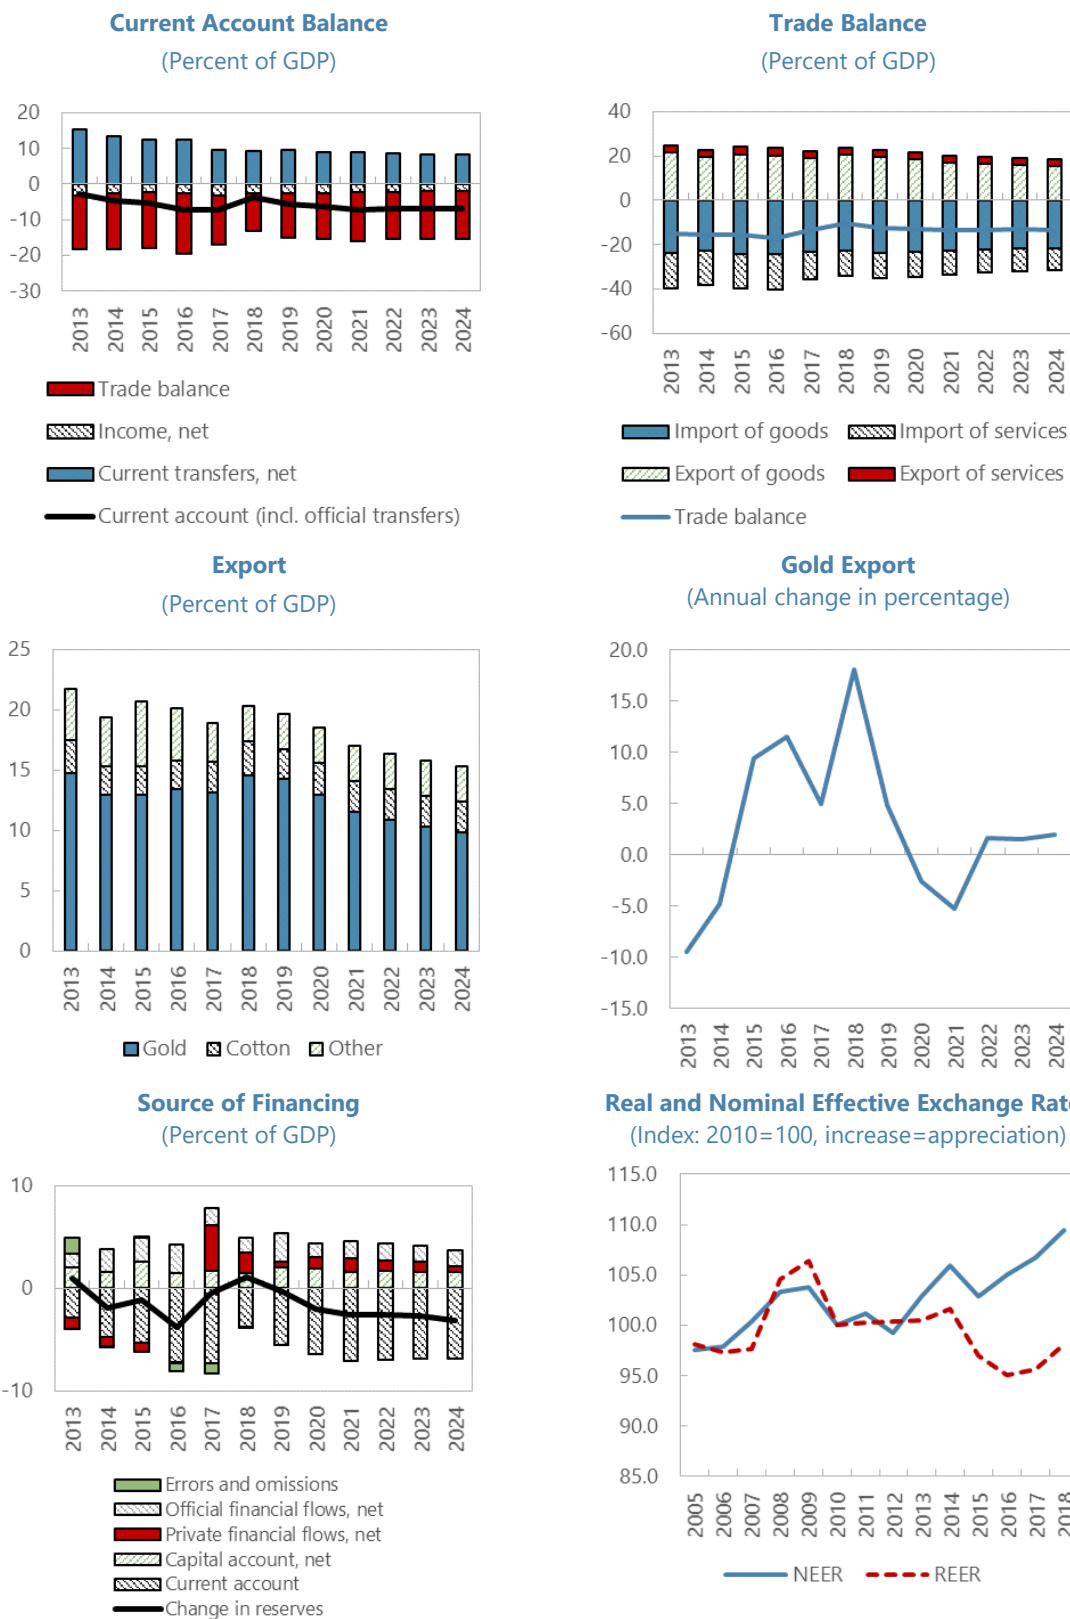 Current Account Balance
(Percent of GDP)
20
10
0
-10
-20
-30
2013 2014 2015 2016 2017 2018 2019 2020 2021 2022 2023 2024
Trade balance
Income, net
Current transfers, net
Current account (incl. official transfers)
Trade Balance
(Percent of GDP)
40
20
0
-20
-40
-60
2013 2014 2015 2016 2017 2018 2019 2020 2021 2022 2023 2024
Import of goods Import of services
Export of goods Export of services
Trade balance
Export
(Percent of GDP)
25
20
15
10
5
0
2013 2014 2015 2016 2017 2018 2019 2020 2021 2022 2023 2024
Gold Cotton Other
Gold Export
(Annual change in percentage)
20.0
15.0
10.0
5.0
0.0
-5.0
-10.0
-15.0
2013 2014 2015 2016 2017 2018 2019 2020 2021 2022 2023 2024
Source of Financing
(Percent of GDP)
10
0
-10
2013 2014 2015 2016 2017 2018 2019 2020 2021 2022 2023 2024
Errors and omissions
Official financial flows, net
Private financial flows, net
Capital account, net
Current account
Change in reserves
Real and Nominal Effective Exchange Rat
(Index: 2010=100, increase=appreciation)
115.0
110.0
105.0
100.0
95.0
90.0
85.0
2005 2006 2007 2008 2009 2010 2011 2012 2013 2014 2015 2016 2017 2018
NEER REER